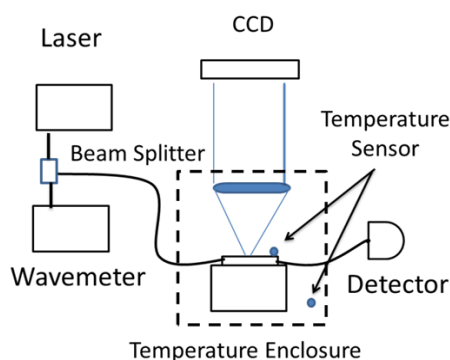 Laser
CCD
Temperature
Sensor
Beam Splitter
Wavemeter
Detector
Temperature Enclosure